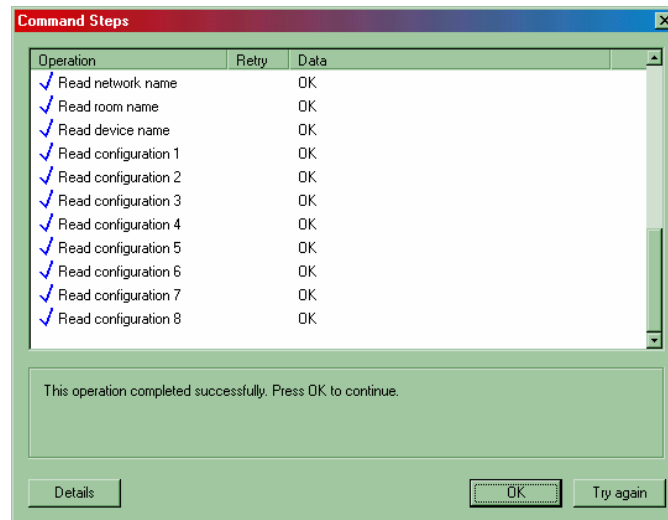 Command Steps
Operation Retry Data
Read network name OK
Read room name OK
Read device name OK
Read configuration 1 OK
Read configuration 2 OK
Read configuration 3 OK
Read configuration 4 OK
Read configuration 5 OK
Read configuration 6 OK
Read configuration 7 OK
Read configuration 8 OK
This operation completed successfully. Press OK to continue.
Details OK Try again